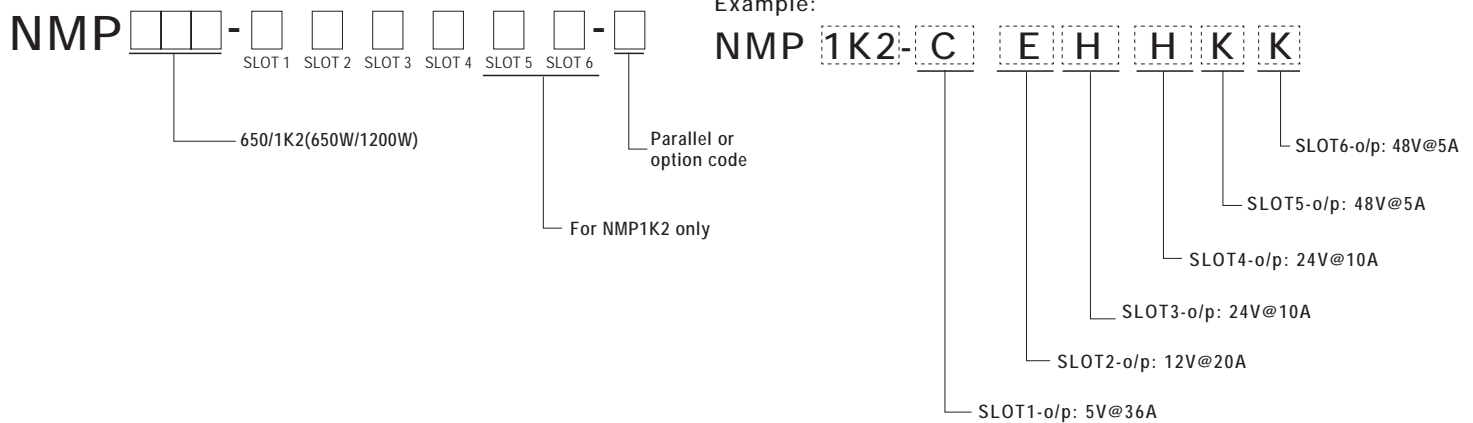 NMP - -
SLOT 1 SLOT 2 SLOT 3 SLOT 4 SLOT 5 SLOT 6
650/1K2(650W/1200W)
Parallel or
option code
For NMP1K2 only
Example:
NMP 1K2- C E H H K K
SLOT6-o/p: 48V@5A
SLOT5-o/p: 48V@5A
SLOT4-o/p: 24V@10A
SLOT3-o/p: 24V@10A
SLOT2-o/p: 12V@20A
SLOT1-o/p: 5V@36A